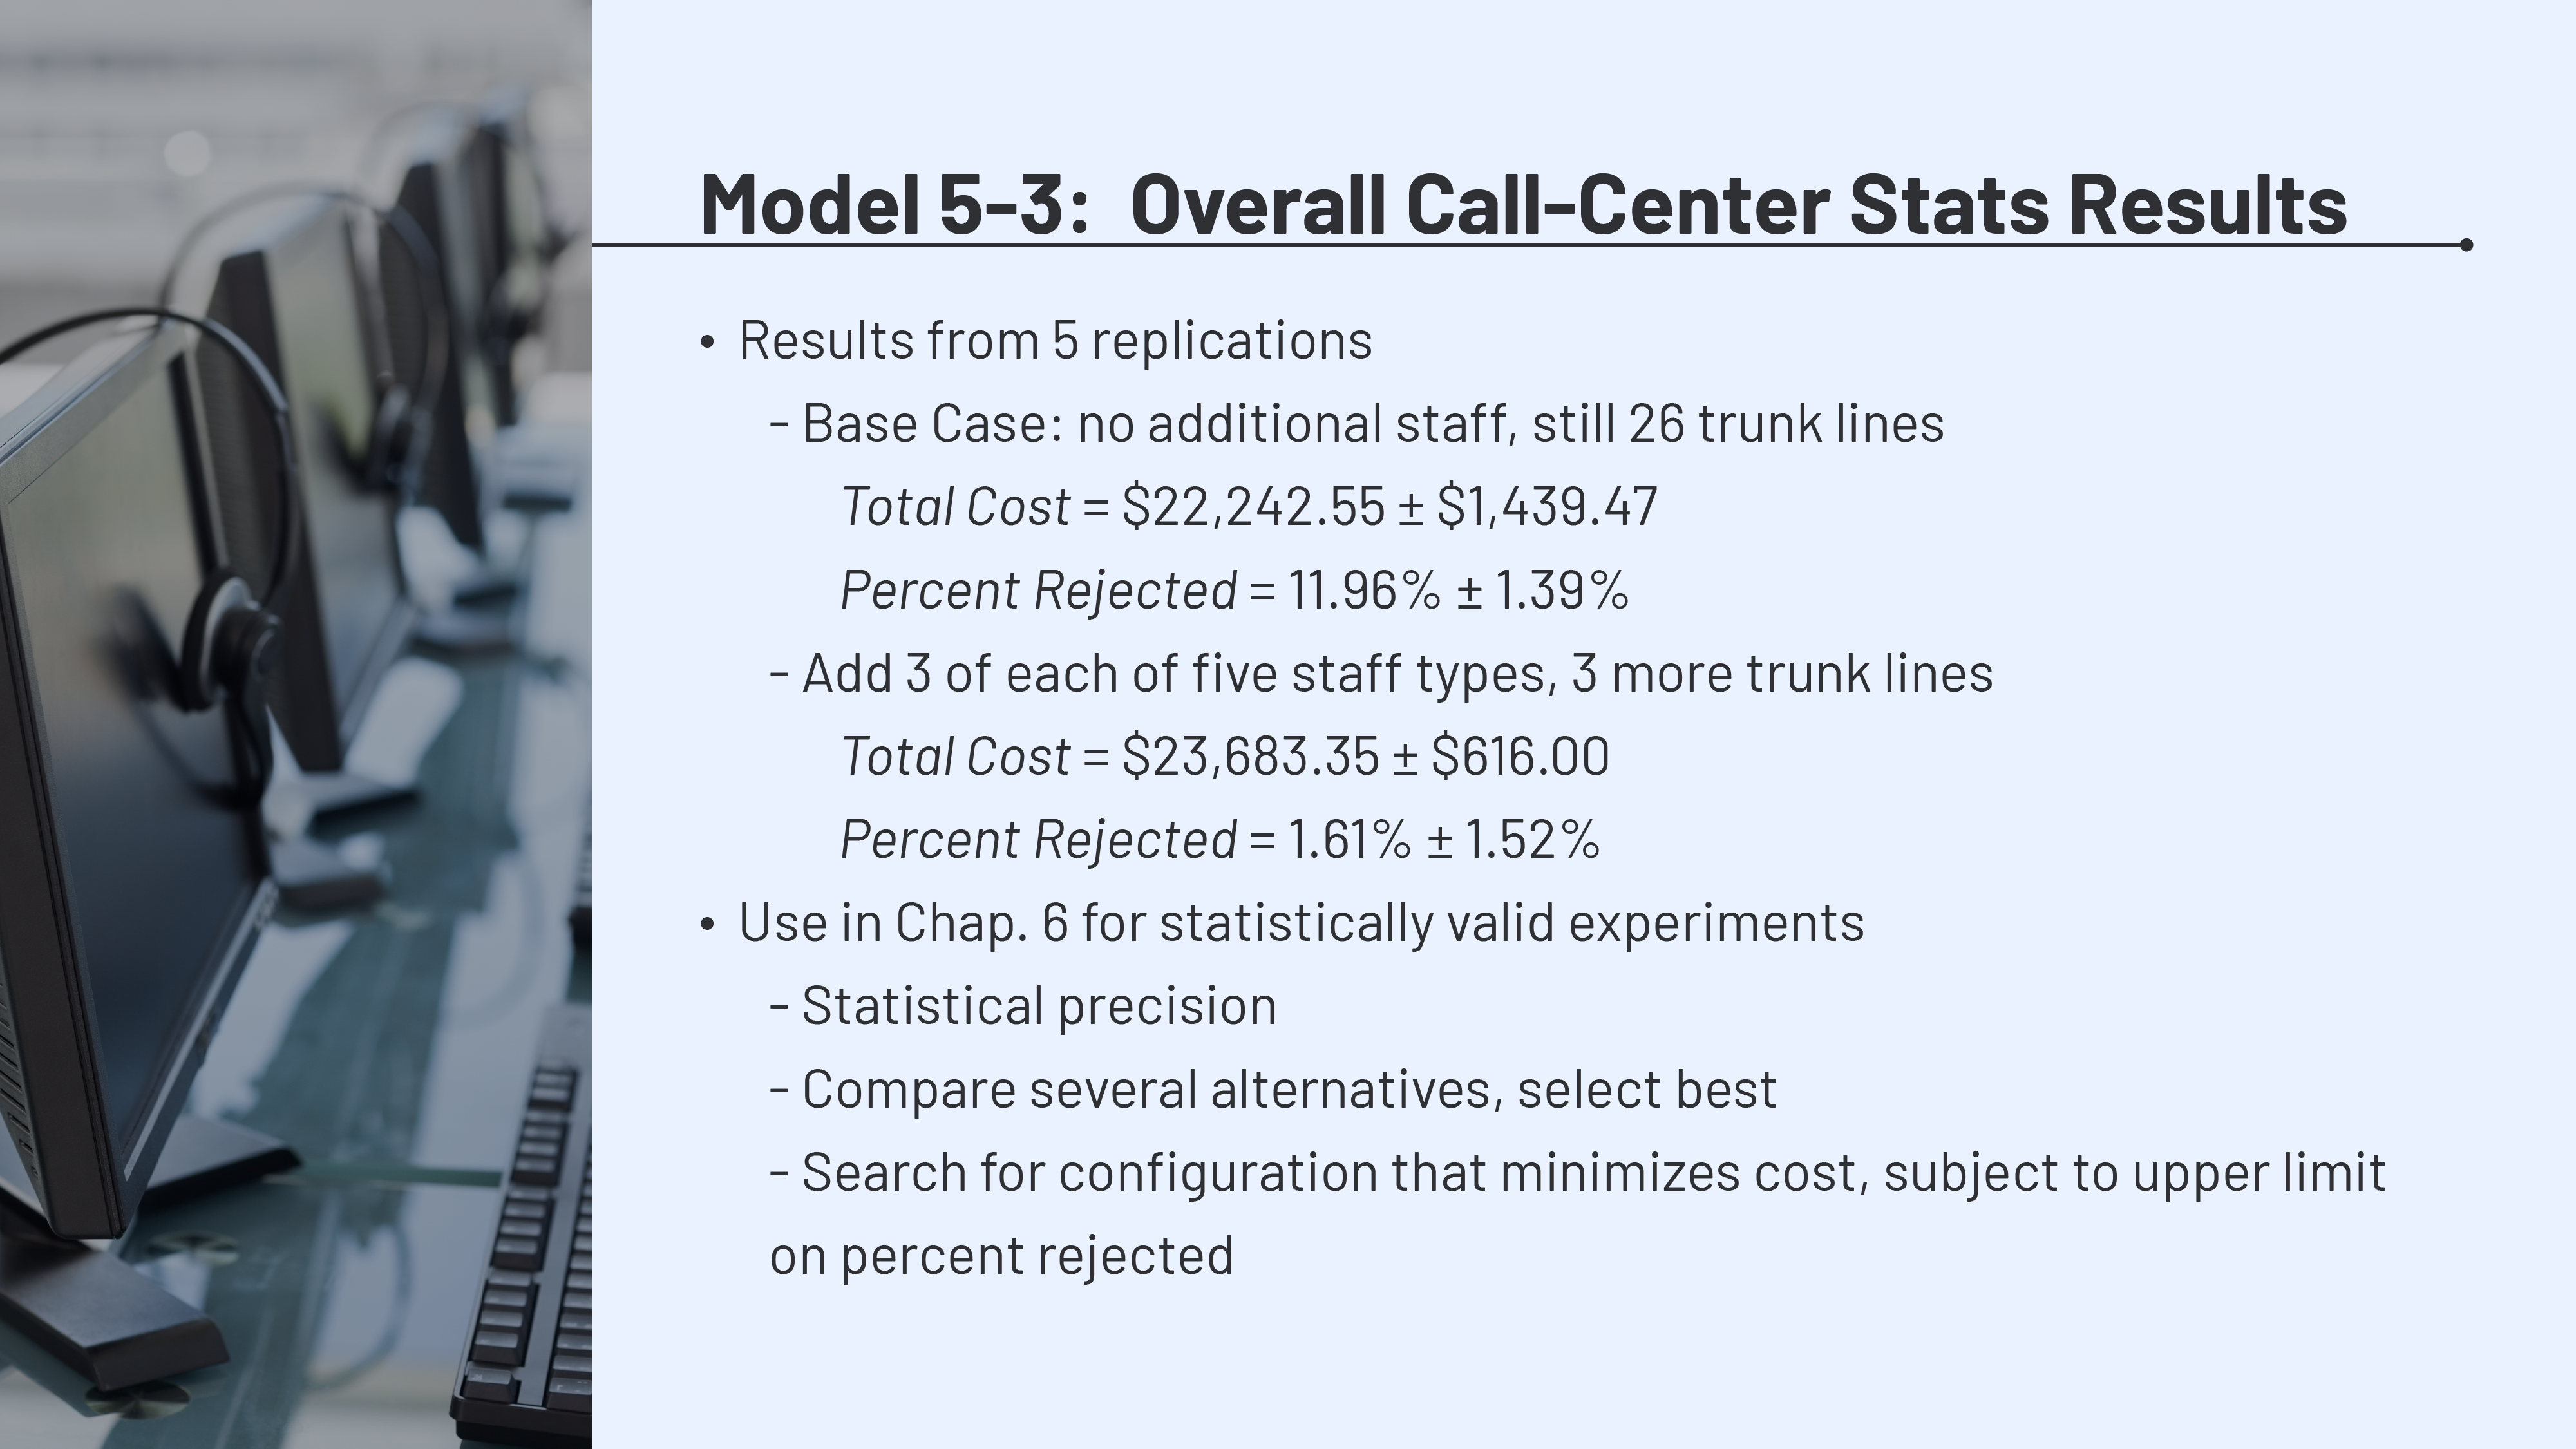 Model 5-3:  Overall Call-Center Stats Results
• Results from 5 replications
- Base Case: no additional staff, still 26 trunk lines
Total Cost = $22,242.55 ± $1,439.47
Percent Rejected = 11.96% ± 1.39%
- Add 3 of each of five staff types, 3 more trunk lines
Total Cost = $23,683.35 ± $616.00
Percent Rejected = 1.61% ± 1.52%
• Use in Chap. 6 for statistically valid experiments
- Statistical precision
- Compare several alternatives, select best
- Search for configuration that minimizes cost, subject to upper limit
on percent rejected